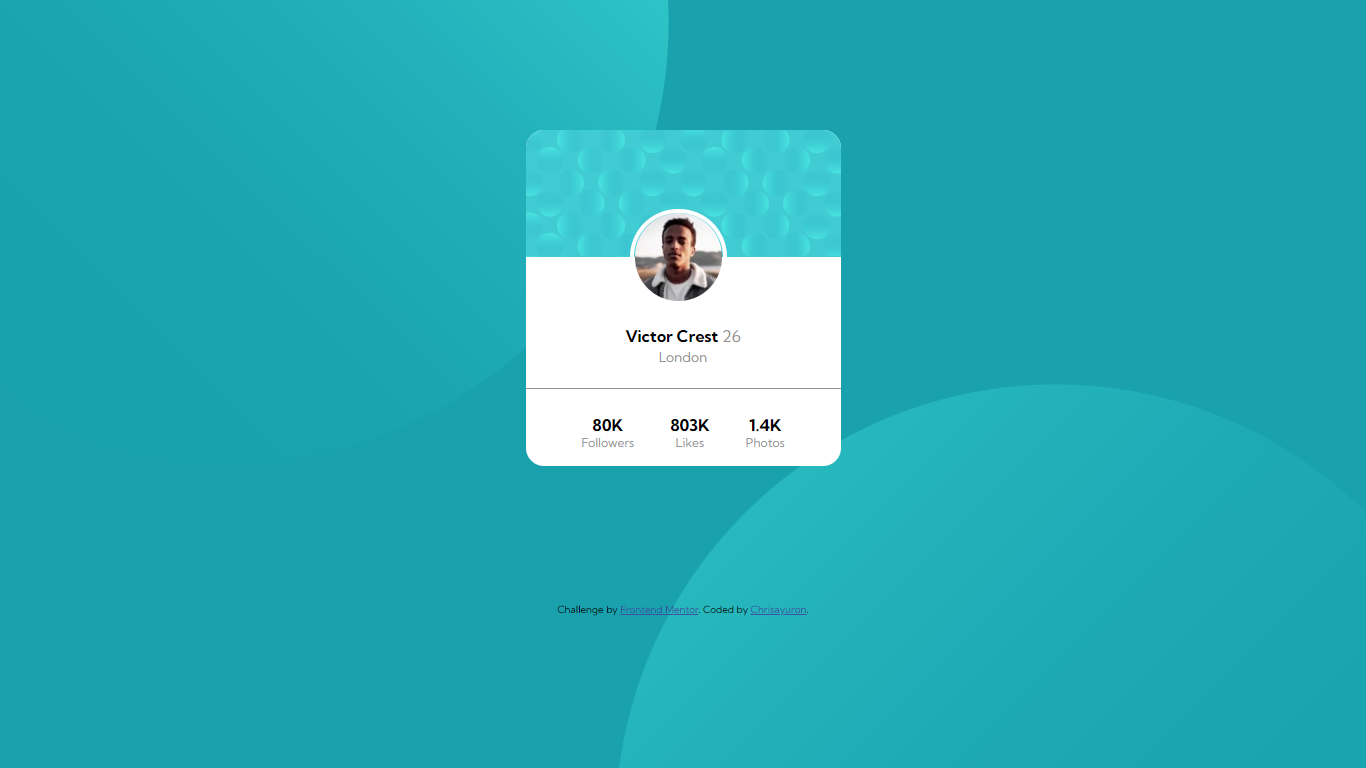 Victor Crest 26
London
80K 803K 1.4K
Followers Likes Photos
Challenge by Frontend Mentor. Coded by Chrisayuron.